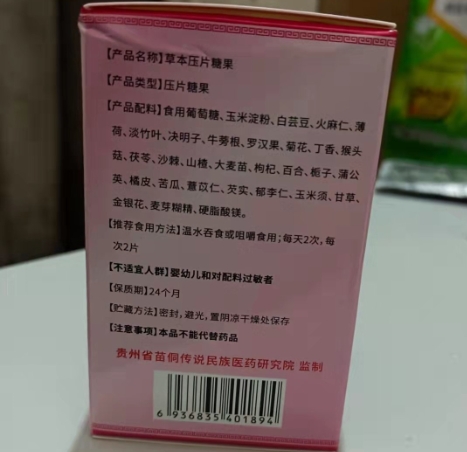 【产品名称】草本压片糖果
【产品类型】压片糖果
【产品配料】食用葡萄糖、玉米淀粉、白芸豆、火麻仁、薄
荷、淡竹叶、决明子、牛蒡根、罗汉果、菊花、丁香、猴头
菇、茯苓、沙棘、山楂、大麦苗、枸杞、百合、栀子、蒲公
英、橘皮、苦瓜、薏苡仁、芡实、郁李仁、玉米须、甘草、
金银花、麦芽糊精、硬脂酸镁。
【推荐食用方法】温水吞食或咀嚼食用；每天2次，每
次2片
【不适宜人群】婴幼儿和对配料过敏者
【保质期】24个月
【贮藏方法】密封，避光，置阴凉干燥处保存
【注意事项】本品不能代替药品
贵州省苗侗传说民族医药研究院 监制
6 936835 401894